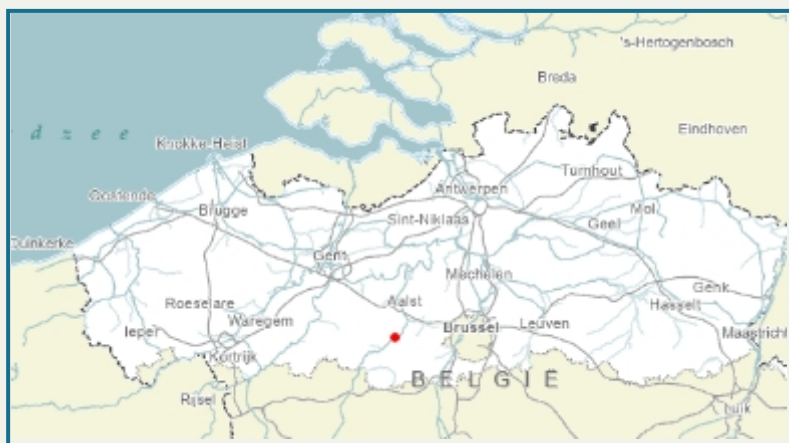 's-Hertogenbosch
Breda
Eindhoven
d z e e
Knokke-Heist
Turnhout
Antwerpen
Oostende
Brugge
Sint-Niklaas
Geel
Mol
Duinkerke
Gent
Mechelen
Genk
Roeselare
Aalst
Hasselt
Ieper
Waregem
Brussel
Leuven
Maastricht
Kortrijk
BELGIË
Rijsel
Luik